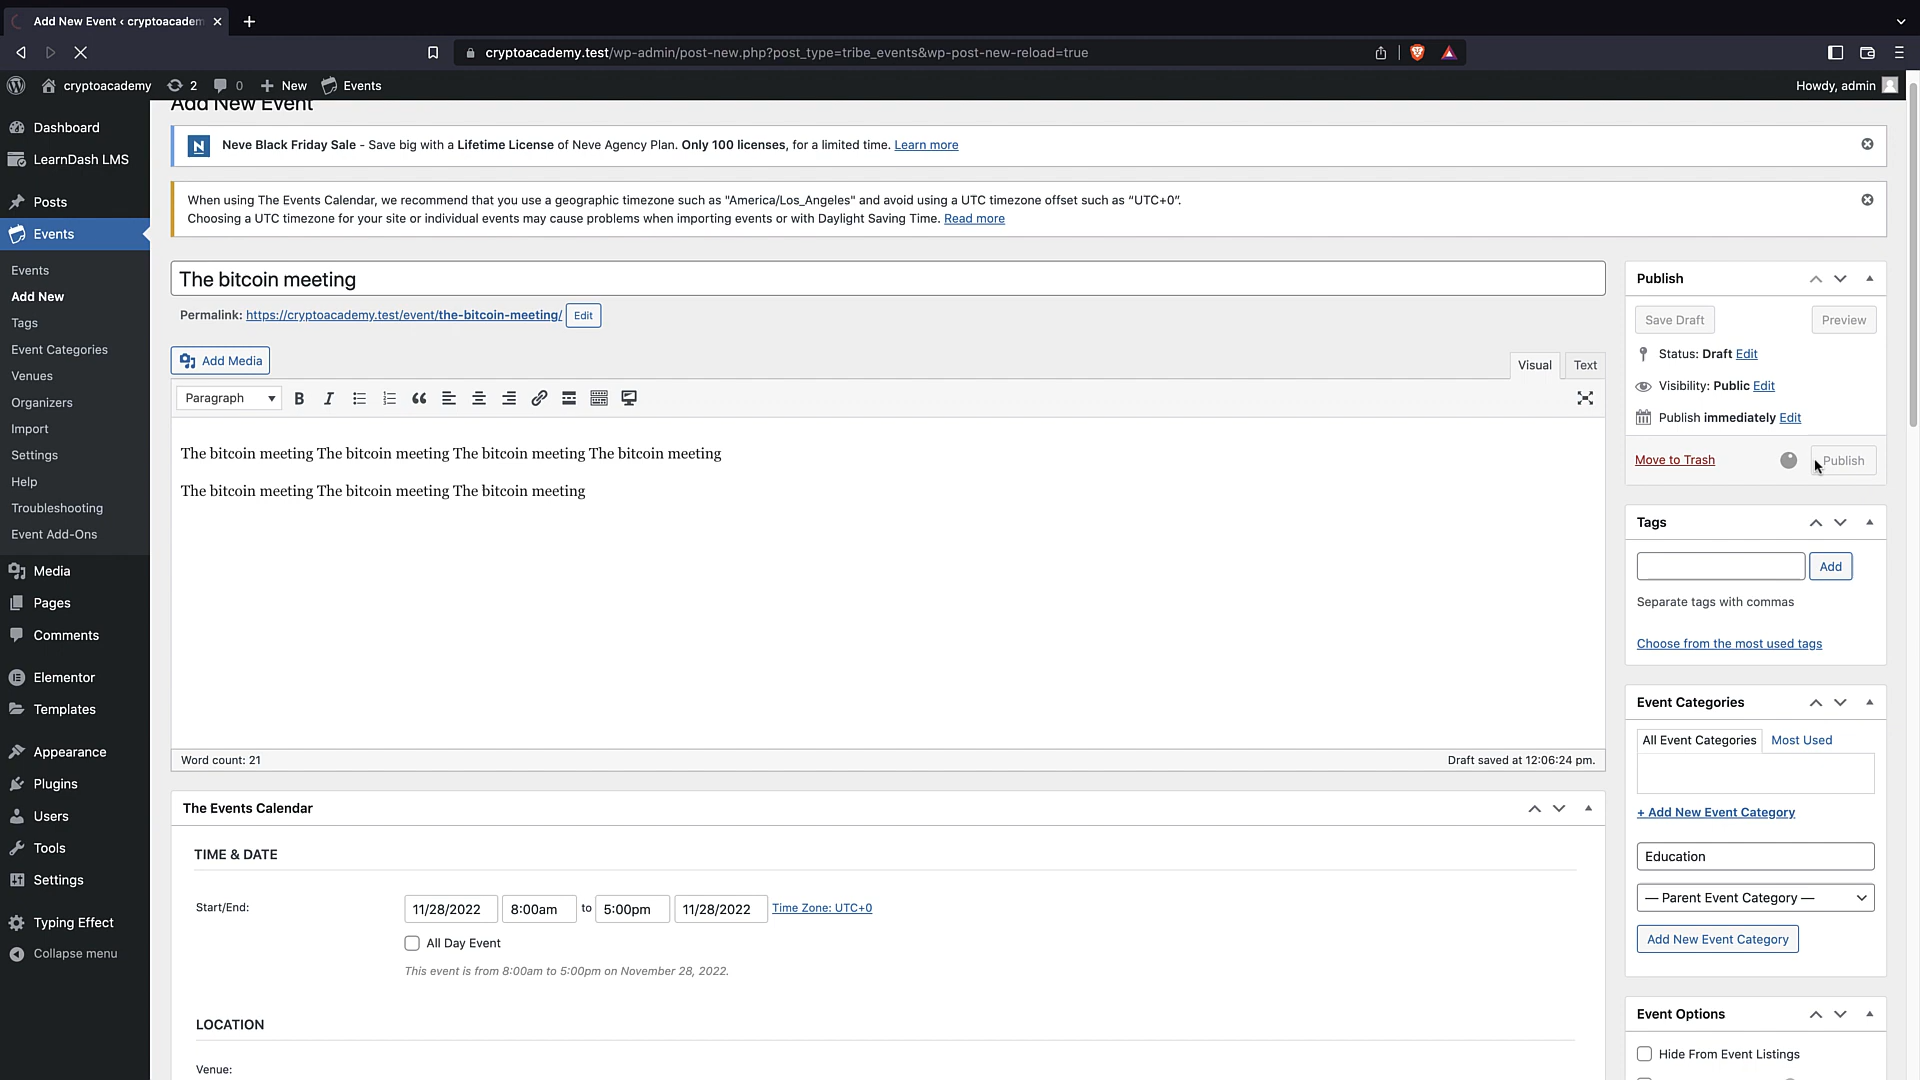 Add New Event ‹ cryptoacadem
cryptoacademy.test/wp-admin/post-new.php?post_type=tribe_events&wp-post-new-reload=true
cryptoacademy
2
0
New
Events
Howdy, admin
Dashboard
LearnDash LMS
Posts
Events
Events
Add New
Tags
Event Categories
Venues
Organizers
Import
Settings
Help
Troubleshooting
Event Add-Ons
Media
Pages
Comments
Elementor
Templates
Appearance
Plugins
Users
Tools
Settings
Typing Effect
Collapse menu
Add New Event
N
Neve Black Friday Sale - Save big with a Lifetime License of Neve Agency Plan. Only 100 licenses, for a limited time. Learn more
When using The Events Calendar, we recommend that you use a geographic timezone such as "America/Los_Angeles" and avoid using a UTC timezone offset such as “UTC+0”.
Choosing a UTC timezone for your site or individual events may cause problems when importing events or with Daylight Saving Time. Read more
The bitcoin meeting
Permalink: https://cryptoacademy.test/event/the-bitcoin-meeting/ Edit
Add Media
Visual
Text
Paragraph
The bitcoin meeting The bitcoin meeting The bitcoin meeting The bitcoin meeting
The bitcoin meeting The bitcoin meeting The bitcoin meeting
Word count: 21
Draft saved at 12:06:24 pm.
The Events Calendar
TIME & DATE
Start/End:
11/28/2022
8:00am
to
5:00pm
11/28/2022
Time Zone: UTC+0
All Day Event
This event is from 8:00am to 5:00pm on November 28, 2022.
LOCATION
Venue:
Publish
Save Draft
Preview
Status: Draft Edit
Visibility: Public Edit
Publish immediately Edit
Move to Trash
Publish
Tags
Add
Separate tags with commas
Choose from the most used tags
Event Categories
All Event Categories
Most Used
+ Add New Event Category
Education
— Parent Event Category —
Add New Event Category
Event Options
Hide From Event Listings